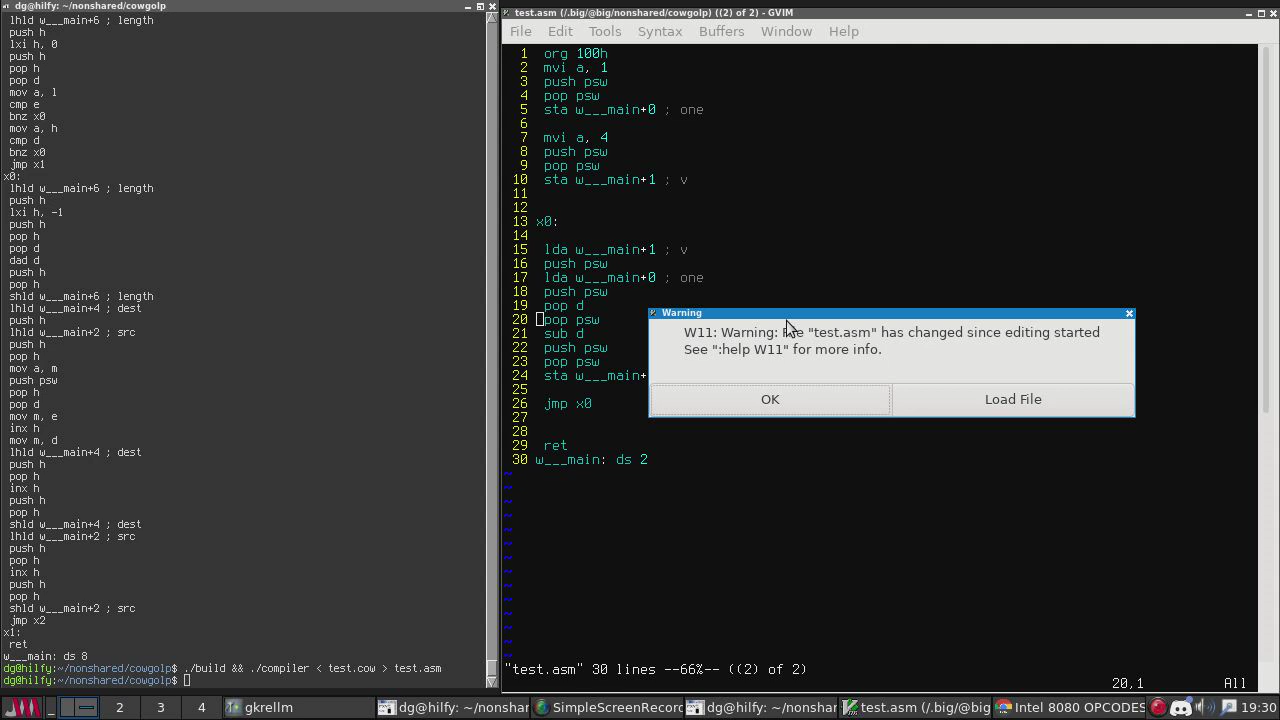 dg@hilfy: ~/nonshared/cowgolp
lhld w___main+6 ; length
push h
lxi h, 0
push h
pop h
pop d
mov a, l
cmp e
bnz x0
mov a, h
cmp d
bnz x0
jmp x1
x0:
lhld w___main+6 ; length
push h
lxi h, -1
push h
pop h
pop d
dad d
push h
pop h
shld w___main+6 ; length
lhld w___main+4 ; dest
push h
lhld w___main+2 ; src
push h
pop h
mov a, m
push psw
pop d
pop h
mov m, e
inx h
mov m, d
lhld w___main+4 ; dest
push h
pop h
inx h
push h
pop h
shld w___main+4 ; dest
lhld w___main+2 ; src
push h
pop h
inx h
push h
pop h
shld w___main+2 ; src
jmp x2
x1:
ret
w___main: ds 8
dg@hilfy:~/nonshared/cowgolp$ ./build && ./compiler < test.cow > test.asm
dg@hilfy:~/nonshared/cowgolp$
test.asm (/.big/@big/nonshared/cowgol) ((2) of 2) - GVIM
File Edit Tools Syntax Buffers Window Help
1 org 100h
2 mvi a, 1
3 push psw
4 pop psw
5 sta w___main+0 ; one
6
7 mvi a, 4
8 push psw
9 pop psw
10 sta w___main+1 ; v
11
12
13 x0:
14
15 lda w___main+1 ; v
16 push psw
17 lda w___main+0 ; one
18 push psw
19 pop d
20 pop psw
21 sub d
22 push psw
23 pop psw
24 sta w___main+
25
26 jmp x0
27
28
29 ret
30 w___main: ds 2
~
~
~
~
~
~
~
~
~
~
~
~
~
~
"test.asm" 30 lines --66%-- ((2) of 2)
20,1 All
Warning
W11: Warning: "test.asm" has changed since editing started
See ":help W11" for more info.
OK Load File
2 3 4 gkrellm dg@hilfy: ~/nonshar SimpleScreenRecor dg@hilfy: ~/nonshar test.asm (/.big/@big Intel 8080 OPCODES 19:30